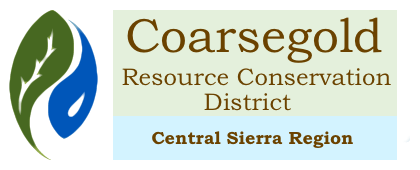 Coarsegold
Resource Conservation
District
Central Sierra Region